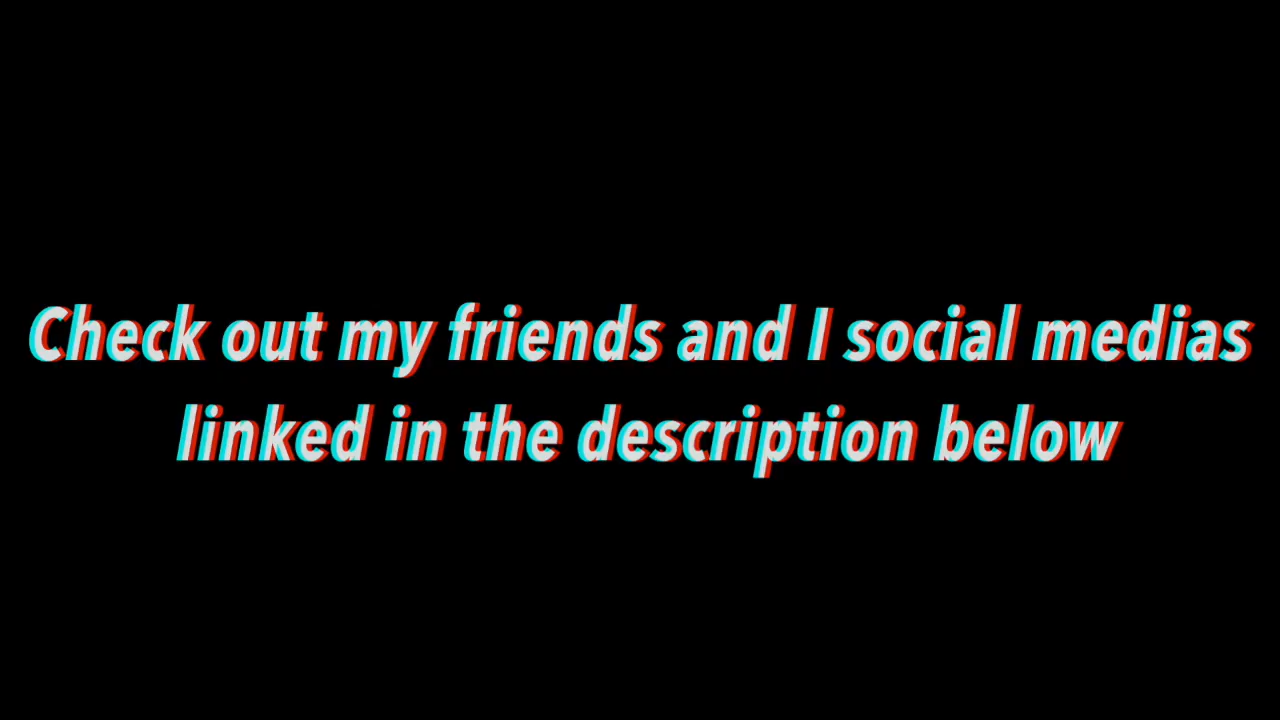 Check out my friends and I social medias
linked in the description below